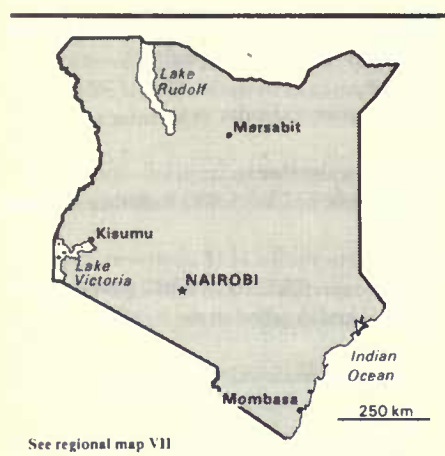 Lake
Rudolf
Marsabit
Kisumu
Lake
Victoria
NAIROBI
Indian
Ocean
Mombasa
250 km
See regional map VII